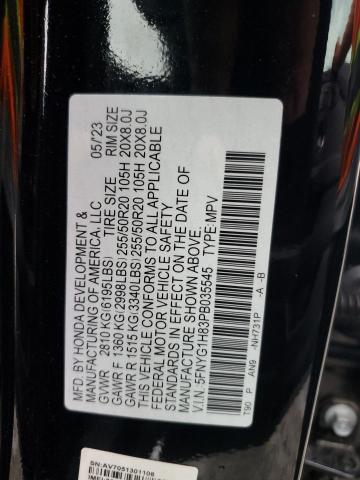 MFD. BY HONDA DEVELOPMENT &
MANUFACTURING OF AMERICA, LLC 05/23
GVWR 2810 KG(6195LBS) TIRE SIZE RIM SIZE
GAWR F 1360 KG(2998LBS) 255/50R20 105H 20X8.0J
GAWR R 1515 KG(3340LBS) 255/50R20 105H 20X8.0J
THIS VEHICLE CONFORMS TO ALL APPLICABLE
FEDERAL MOTOR VEHICLE SAFETY
STANDARDS IN EFFECT ON THE DATE OF
MANUFACTURE SHOWN ABOVE.
V.I.N.:5FNYG1H83PB035545 TYPE:MPV
T90 P AN9 -NH731P -A -B
SN:AV7051301106